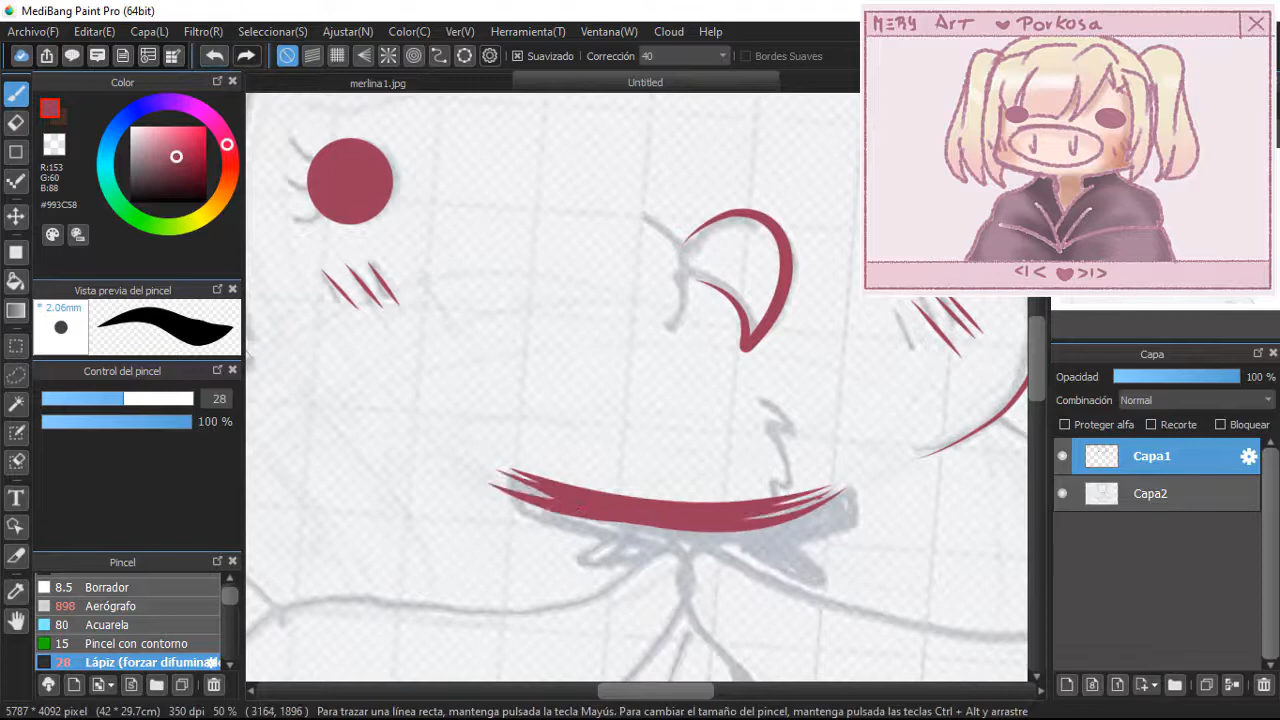 MediBang Paint Pro (64bit)
Archivo(F) Editar(E) Capa(L) Filtro(R) Seleccionar(S) Ajustar(N) Color(C) Ver(V) Herramienta(T) Ventana(W) Cloud Help
Suavizado Corrección 40 Bordes Suaves
Color
merlina1.jpg
Untitled
MERY ART ♥ Porkosa
R:153
G:60
B:88
#993C58
Vista previa del pincel
* 2.06mm
Control del pincel
28
100 %
Pincel
8.5 Borrador
898 Aerógrafo
80 Acuarela
15 Pincel con contorno
28 Lápiz (forzar difumina
<1< ♥ >1>
Capa
Opacidad 100 %
Combinación Normal
Proteger alfa Recorte Bloquear
Capa1
Capa2
5787 * 4092 pixel (42 * 29.7cm) 350 dpi 50 % ( 3164, 1896 ) Para trazar una línea recta, mantenga pulsada la tecla Mayús. Para cambiar el tamaño del pincel, mantenga pulsadas las teclas Ctrl + Alt y arrastre